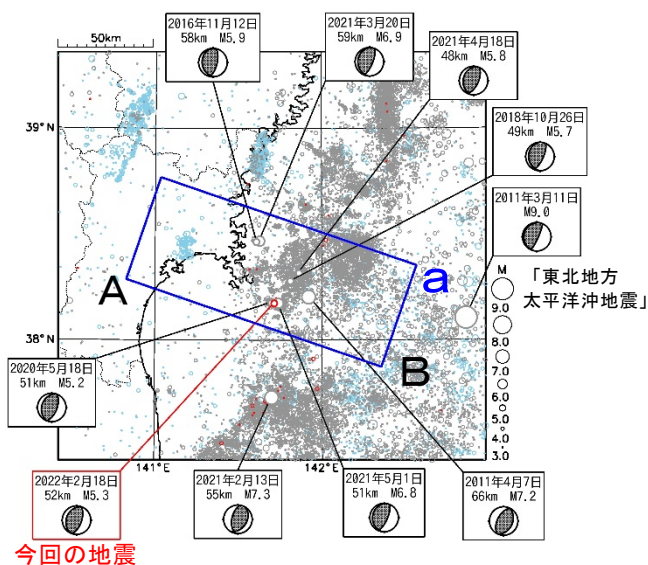 50km
2016年11月12日
58km M5.9
2021年3月20日
59km M6.9
2021年4月18日
48km M5.8
2018年10月26日
49km M5.7
2011年3月11日
M9.0
「東北地方
太平洋沖地震」
39°N
38°N
141°E
142°E
A
B
a
M
9.0
8.0
7.0
6.0
5.0
4.0
3.0
2020年5月18日
51km M5.2
2022年2月18日
52km M5.3
今回の地震
2021年2月13日
55km M7.3
2021年5月1日
51km M6.8
2011年4月7日
66km M7.2